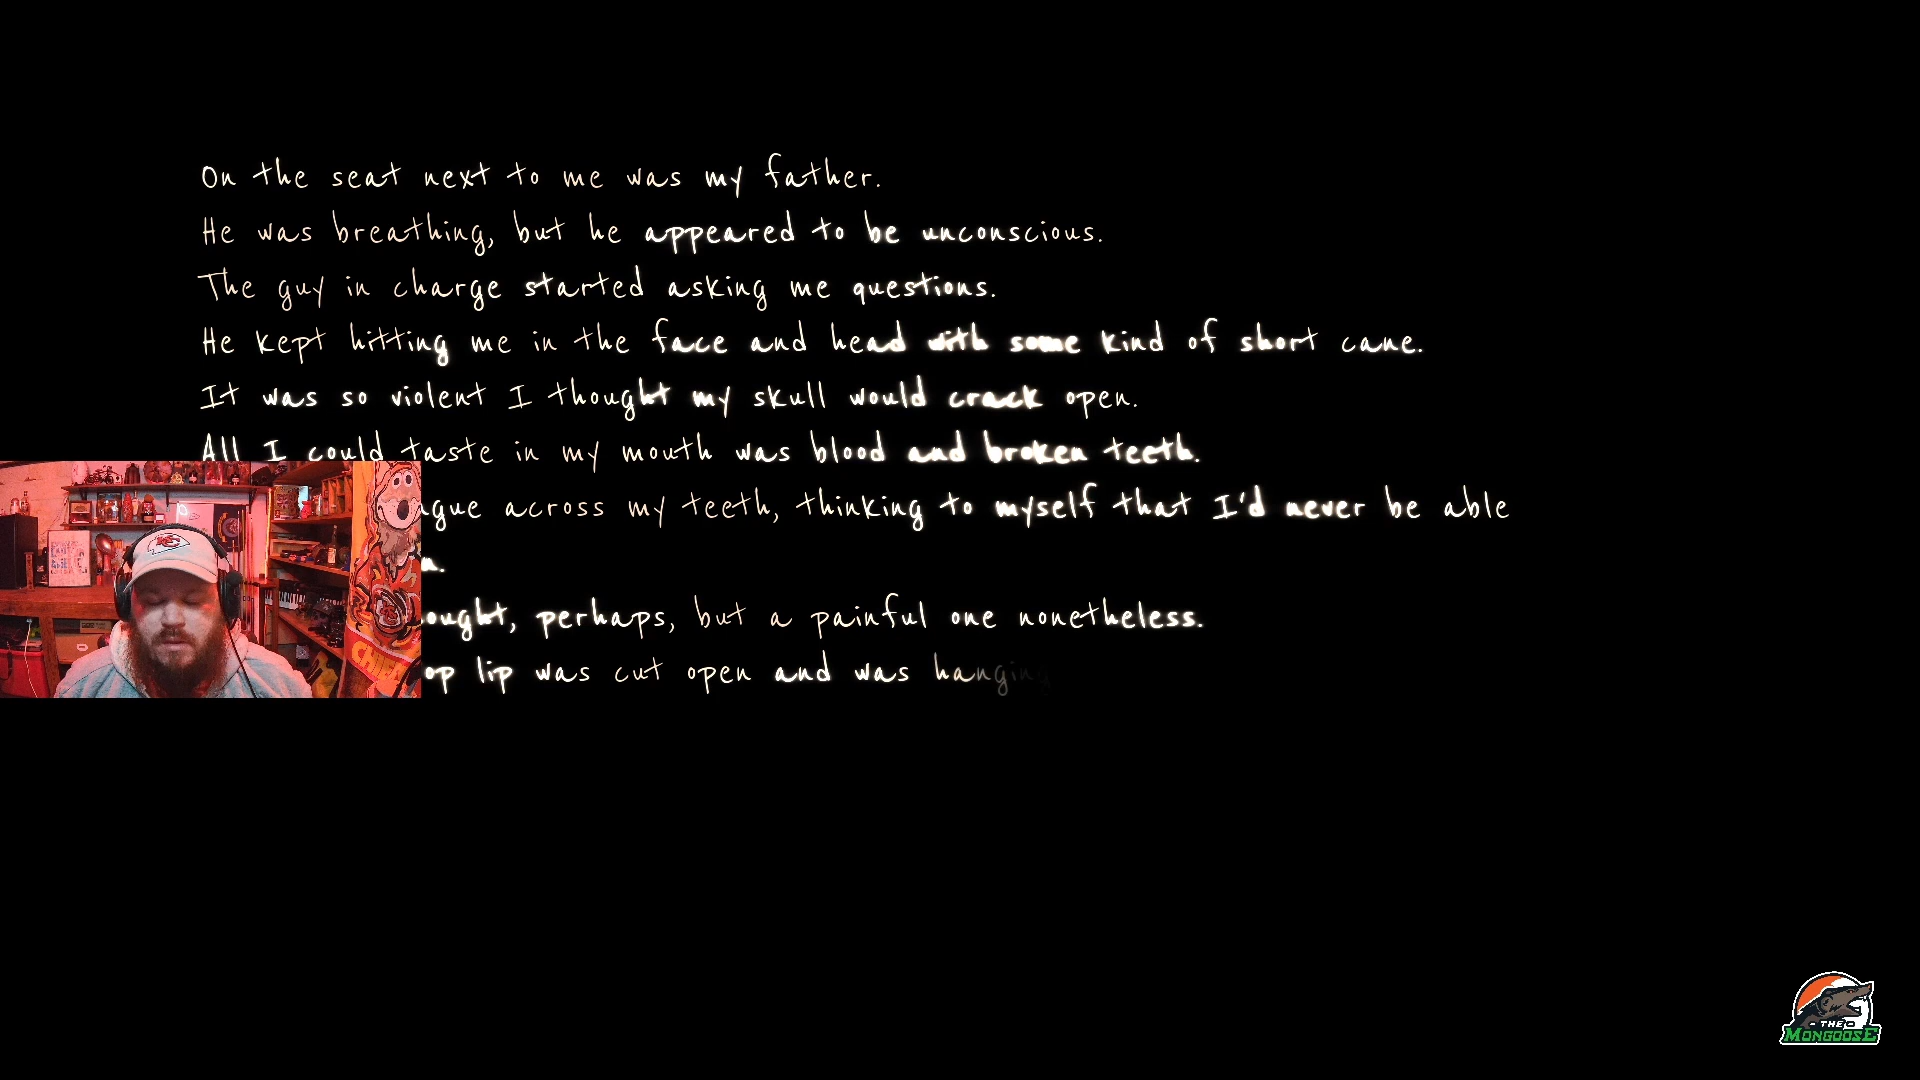 On the seat next to me was my father.
He was breathing, but he appeared to be unconscious.
The guy in charge started asking me questions.
He kept hitting me in the face and head with some kind of short cane.
It was so violent I thought my skull would crack open.
All I could taste in my mouth was blood and broken teeth.
ngue across my teeth, thinking to myself that I'd never be able
n.
ought, perhaps, but a painful one nonetheless.
op lip was cut open and was hanging
CHIEFS
THE
MONGOOSE